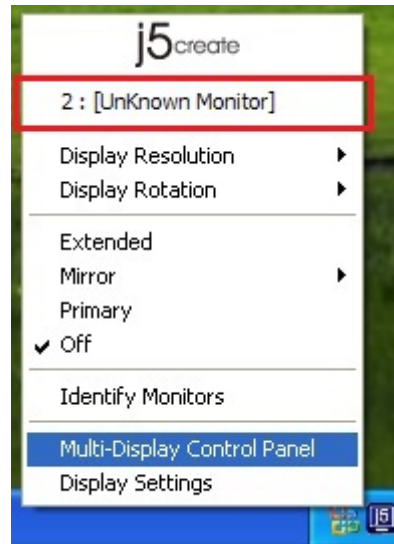 j5create
2 : [UnKnown Monitor]
Display Resolution
Display Rotation
Extended
Mirror
Primary
Off
Identify Monitors
Multi-Display Control Panel
Display Settings
j5